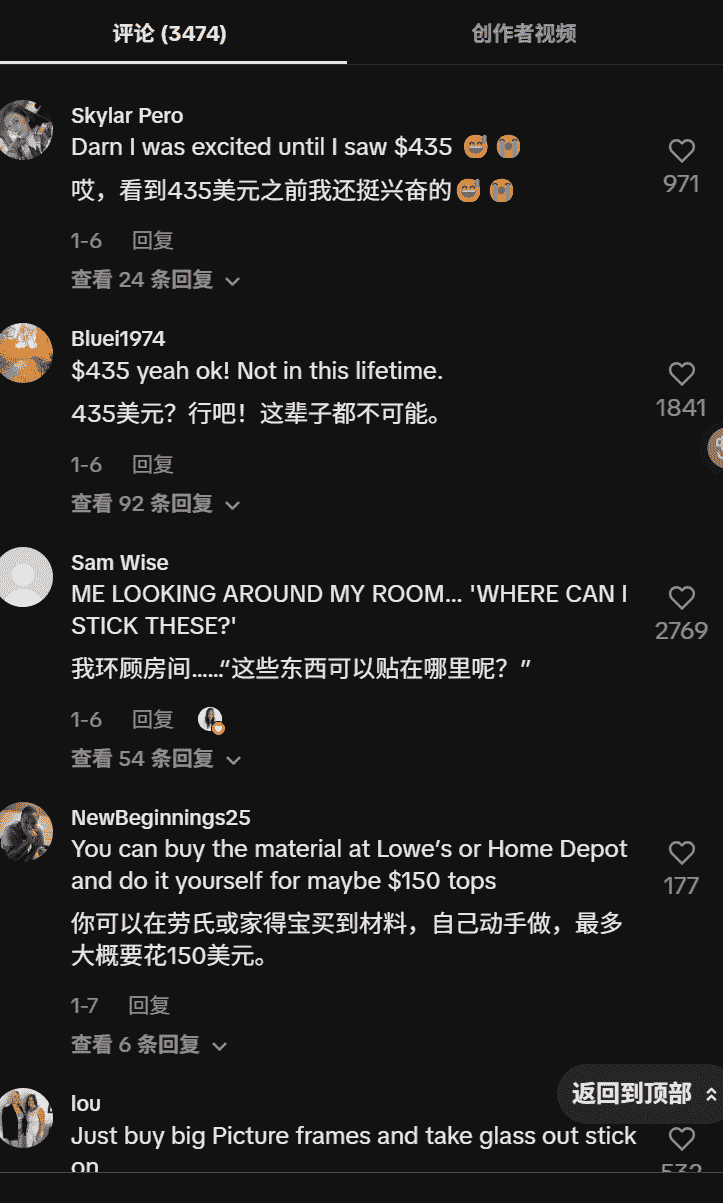 评论 (3474)
创作者视频
Skylar Pero
Darn I was excited until I saw $435 😅 😭
971
哎，看到435美元之前我还挺兴奋的😅 😭
1-6 回复
查看 24 条回复
Bluei1974
$435 yeah ok! Not in this lifetime.
1841
435美元？行吧！这辈子都不可能。
1-6 回复
查看 92 条回复
Sam Wise
ME LOOKING AROUND MY ROOM... 'WHERE CAN I
STICK THESE?'
2769
我环顾房间……“这些东西可以贴在哪里呢？”
1-6 回复
查看 54 条回复
NewBeginnings25
You can buy the material at Lowe’s or Home Depot
and do it yourself for maybe $150 tops
177
你可以在劳氏或家得宝买到材料，自己动手做，最多
大概要花150美元。
1-7 回复
查看 6 条回复
返回到顶部
lou
Just buy big Picture frames and take glass out stick
on
532